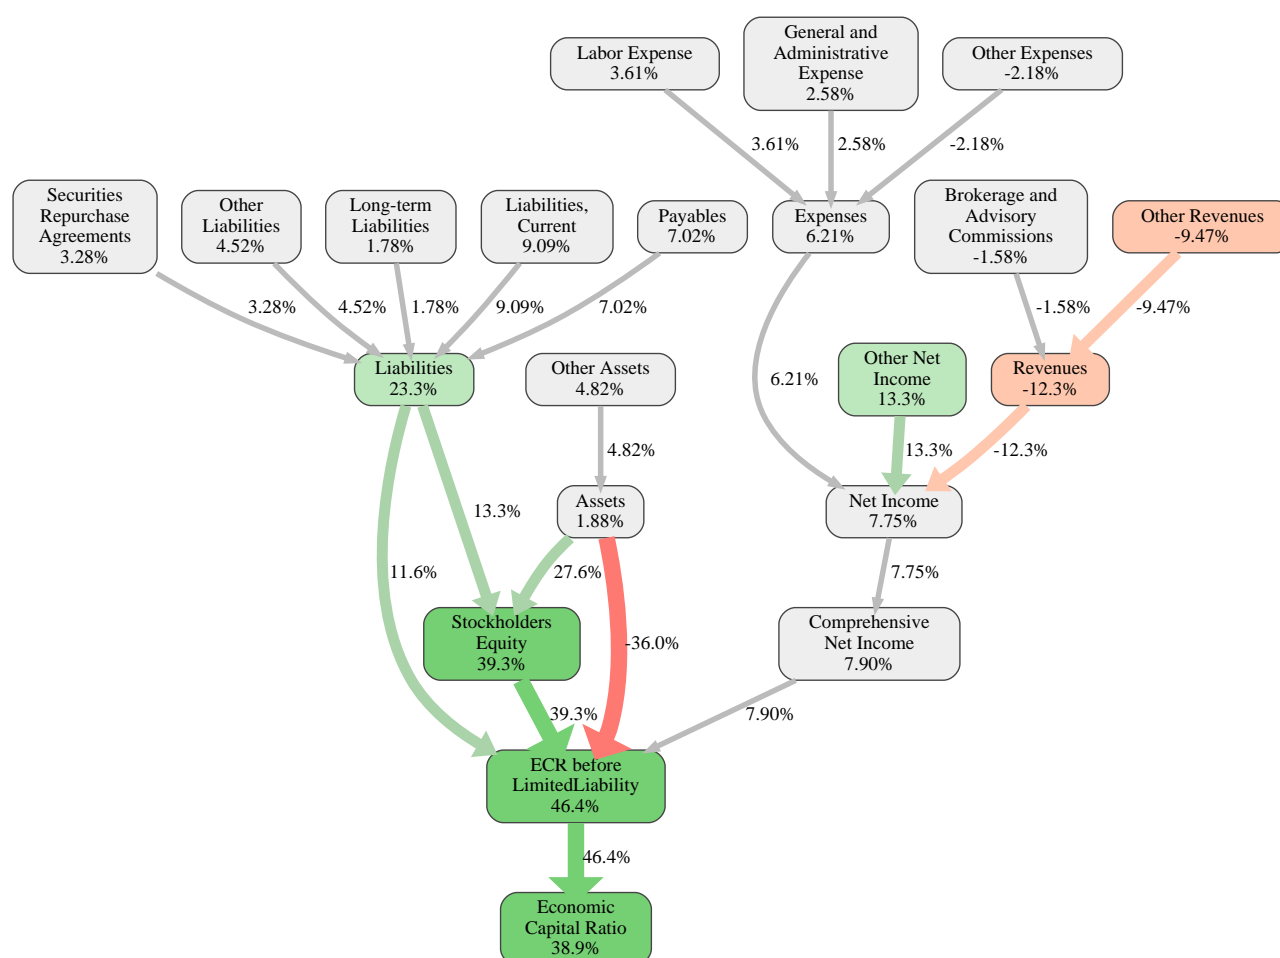 General and
Administrative
Expense
2.58%
Labor Expense
3.61%
Other Expenses
-2.18%
3.61%
2.58%
-2.18%
Securities
Repurchase
Agreements
3.28%
Other
Liabilities
4.52%
Long-term
Liabilities
1.78%
Liabilities,
Current
9.09%
Payables
7.02%
Expenses
6.21%
Brokerage and
Advisory
Commissions
-1.58%
Other Revenues
-9.47%
3.28%
4.52%
1.78%
9.09%
7.02%
-1.58%
-9.47%
Liabilities
23.3%
Other Assets
4.82%
6.21%
Other Net
Income
13.3%
Revenues
-12.3%
4.82%
13.3%
-12.3%
Assets
1.88%
Net Income
7.75%
13.3%
11.6%
27.6%
7.75%
Stockholders
Equity
39.3%
-36.0%
Comprehensive
Net Income
7.90%
39.3%
7.90%
ECR before
LimitedLiability
46.4%
46.4%
Economic
Capital Ratio
38.9%